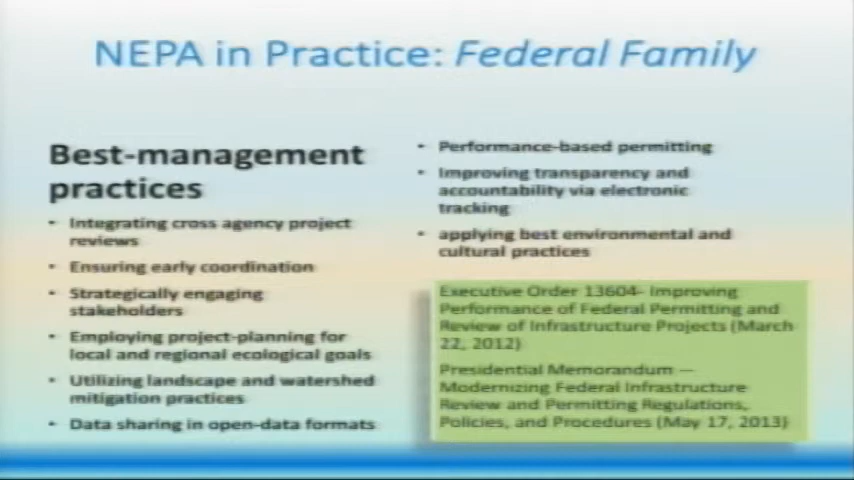 NEPA in Practice: Federal Family
Best-management
practices
• Integrating cross agency project
reviews
• Ensuring early coordination
• Strategically engaging
stakeholders
• Employing project-planning for
local and regional ecological goals
• Utilizing landscape and watershed
mitigation practices
• Data sharing in open-data formats
• Performance-based permitting
• Improving transparency and
accountability via electronic
tracking
• applying best environmental and
cultural practices
Executive Order 13604- Improving
Performance of Federal Permitting and
Review of Infrastructure Projects (March
22, 2012)
Presidential Memorandum —
Modernizing Federal Infrastructure
Review and Permitting Regulations,
Policies, and Procedures (May 17, 2013)